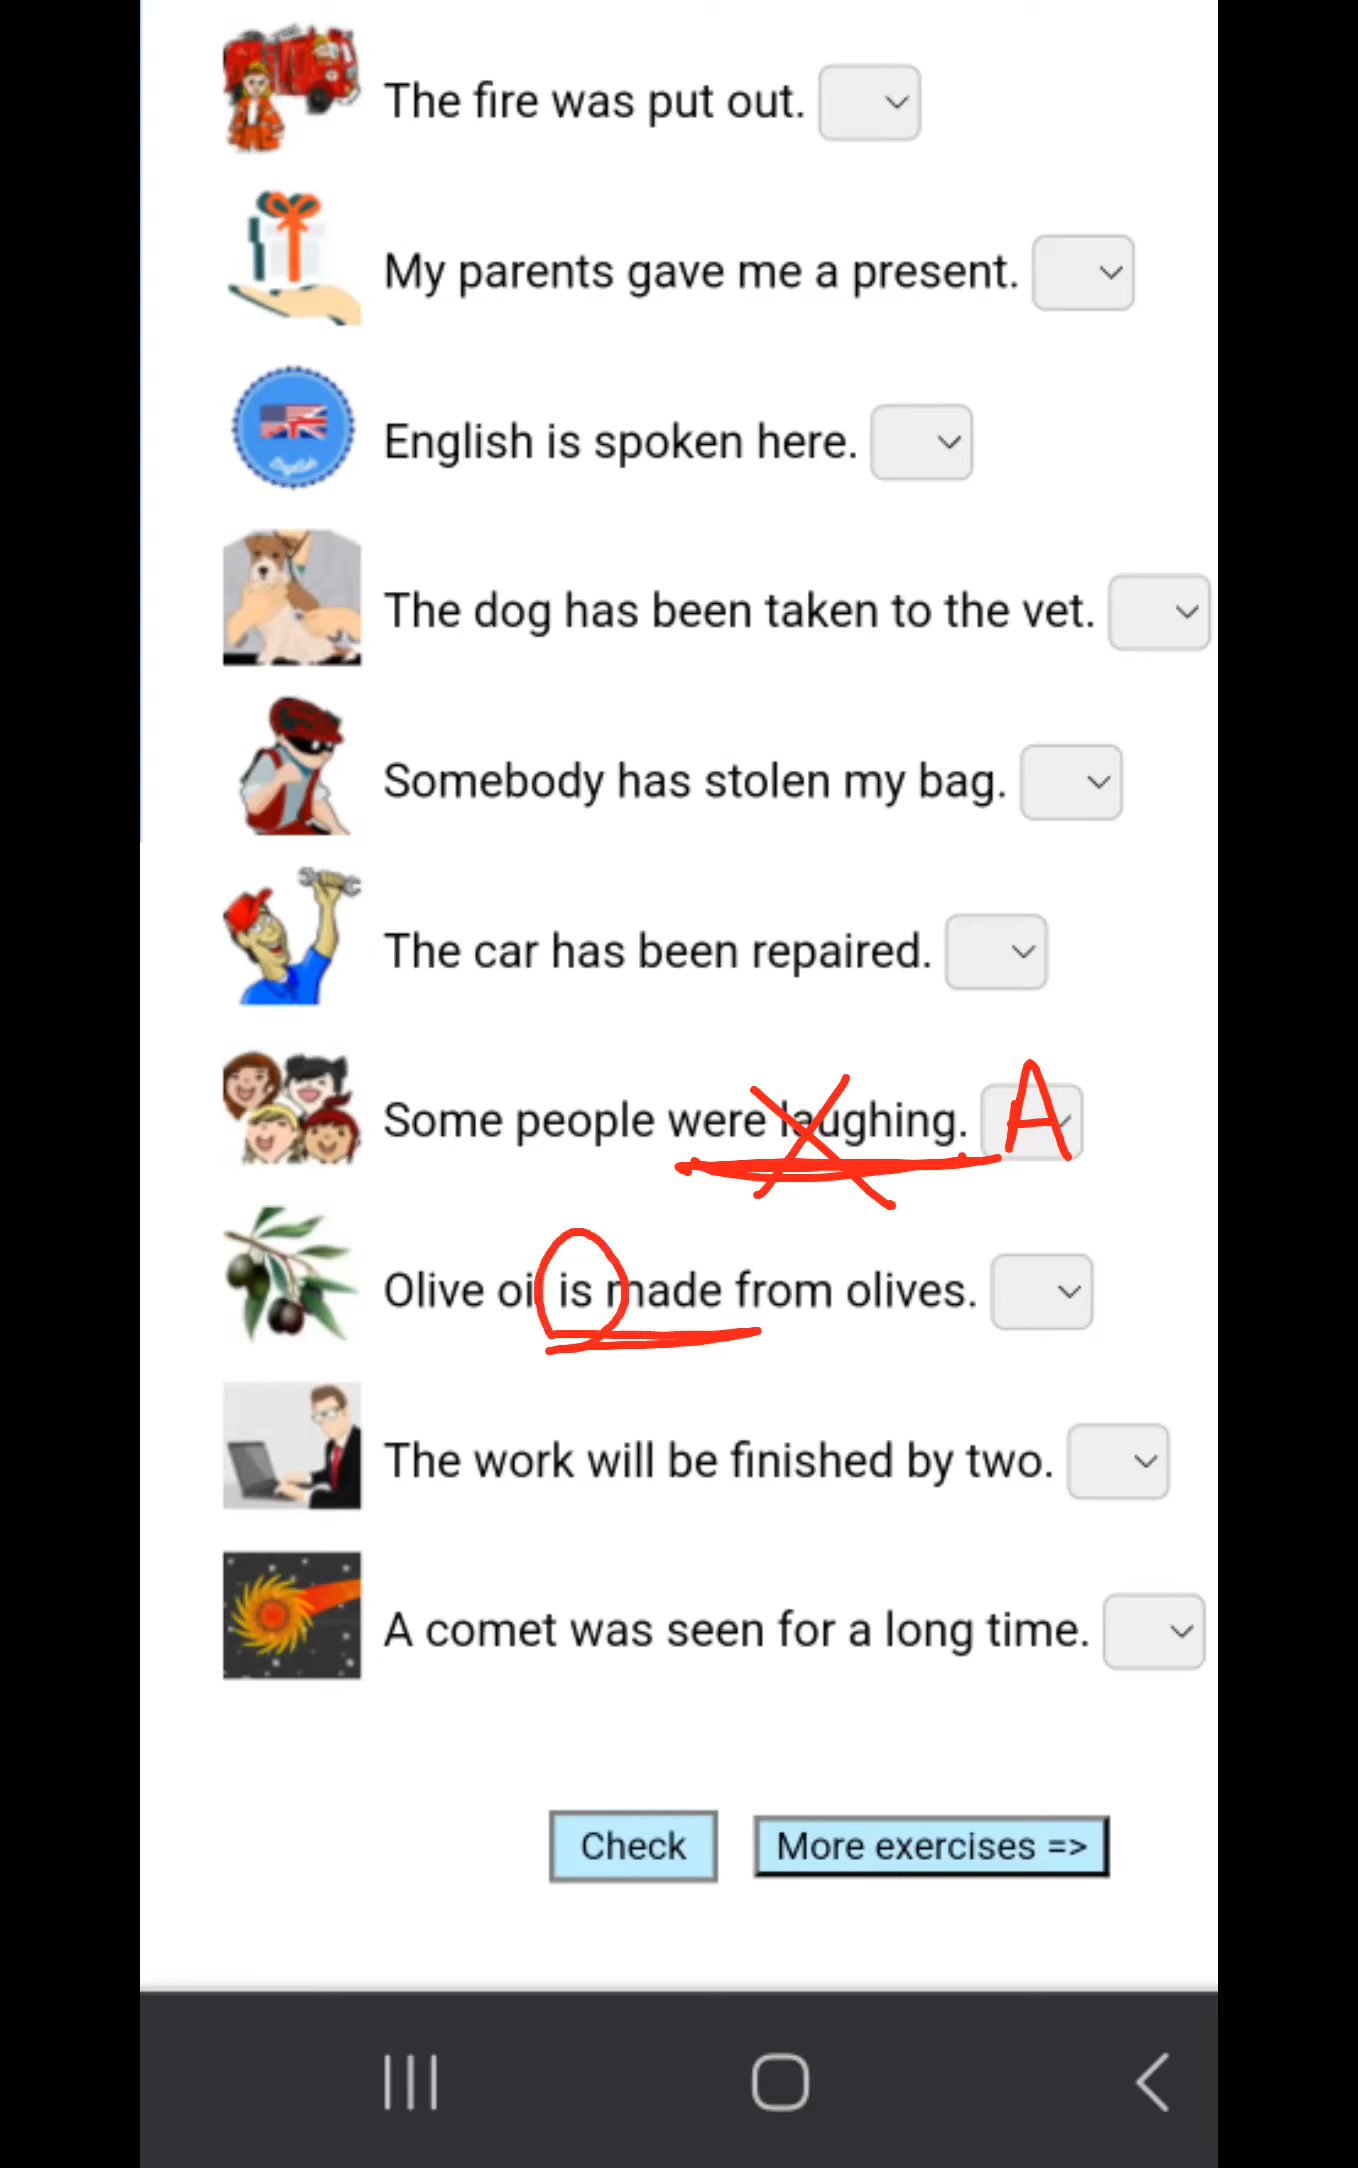 The fire was put out.
My parents gave me a present.
English
English is spoken here.
The dog has been taken to the vet.
Somebody has stolen my bag.
The car has been repaired.
Some people were laughing. A
Olive oil is made from olives.
The work will be finished by two.
A comet was seen for a long time.
Check More exercises =>